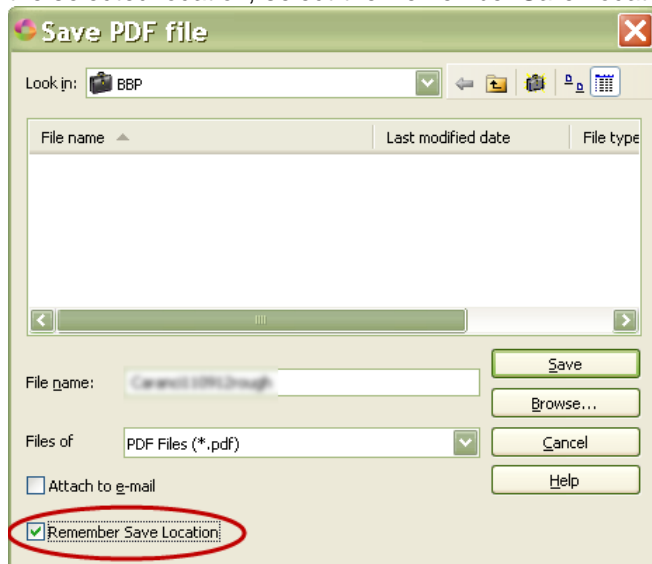 Save PDF file
Look in: BBP
File name Last modified date File type
File name:
Save
Browse...
Files of PDF Files (*.pdf)
Cancel
Attach to e-mail
Help
Remember Save Location